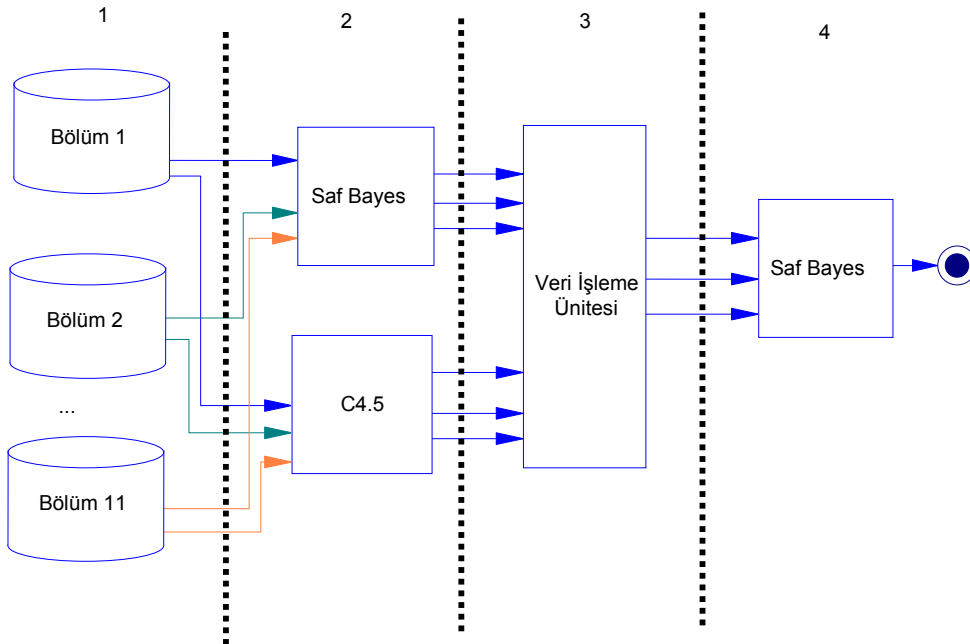 1
2
3
4
Bölüm 1
Saf Bayes
Veri İşleme
Ünitesi
Saf Bayes
Bölüm 2
C4.5
...
Bölüm 11